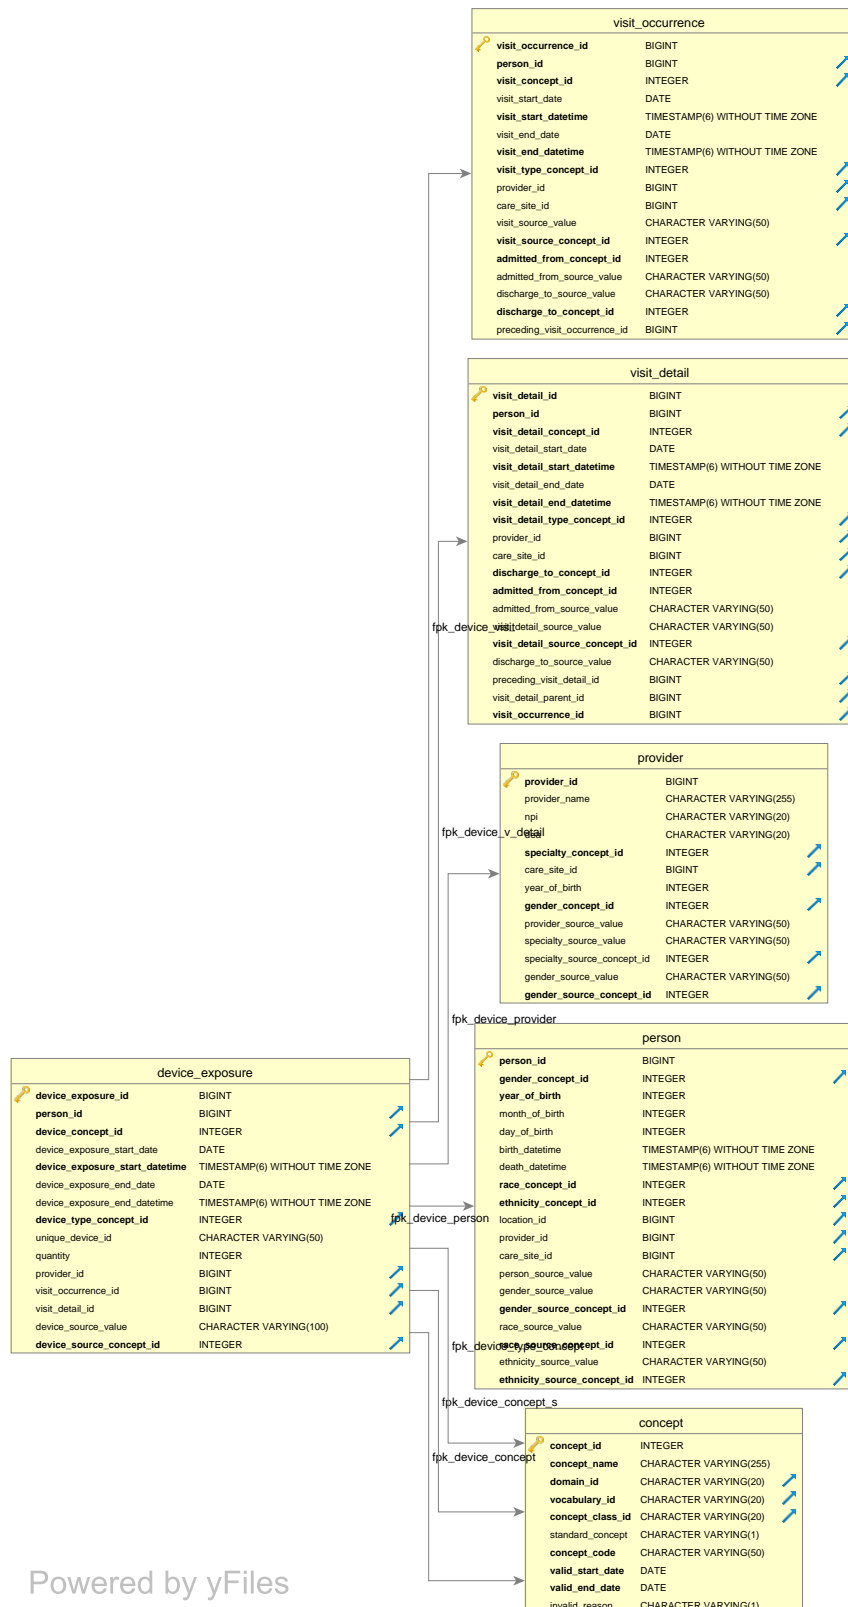 visit_occurrence
visit_occurrence_id BIGINT
person_id BIGINT
visit_concept_id INTEGER
visit_start_date DATE
visit_start_datetime TIMESTAMP(6) WITHOUT TIME ZONE
visit_end_date DATE
visit_end_datetime TIMESTAMP(6) WITHOUT TIME ZONE
visit_type_concept_id INTEGER
provider_id BIGINT
care_site_id BIGINT
visit_source_value CHARACTER VARYING(50)
visit_source_concept_id INTEGER
admitted_from_concept_id INTEGER
admitted_from_source_value CHARACTER VARYING(50)
discharge_to_source_value CHARACTER VARYING(50)
discharge_to_concept_id INTEGER
preceding_visit_occurrence_id BIGINT
visit_detail
visit_detail_id BIGINT
person_id BIGINT
visit_detail_concept_id INTEGER
visit_detail_start_date DATE
visit_detail_start_datetime TIMESTAMP(6) WITHOUT TIME ZONE
visit_detail_end_date DATE
visit_detail_end_datetime TIMESTAMP(6) WITHOUT TIME ZONE
visit_detail_type_concept_id INTEGER
provider_id BIGINT
care_site_id BIGINT
discharge_to_concept_id INTEGER
admitted_from_concept_id INTEGER
admitted_from_source_value CHARACTER VARYING(50)
fpk_device_visit
visit_detail_source_value CHARACTER VARYING(50)
visit_detail_source_concept_id INTEGER
discharge_to_source_value CHARACTER VARYING(50)
preceding_visit_detail_id BIGINT
visit_detail_parent_id BIGINT
visit_occurrence_id BIGINT
provider
provider_id BIGINT
provider_name CHARACTER VARYING(255)
npi CHARACTER VARYING(20)
fpk_device_v_detail
dea CHARACTER VARYING(20)
specialty_concept_id INTEGER
care_site_id BIGINT
year_of_birth INTEGER
gender_concept_id INTEGER
provider_source_value CHARACTER VARYING(50)
specialty_source_value CHARACTER VARYING(50)
specialty_source_concept_id INTEGER
gender_source_value CHARACTER VARYING(50)
gender_source_concept_id INTEGER
fpk_device_provider
person
person_id BIGINT
gender_concept_id INTEGER
year_of_birth INTEGER
month_of_birth INTEGER
day_of_birth INTEGER
birth_datetime TIMESTAMP(6) WITHOUT TIME ZONE
death_datetime TIMESTAMP(6) WITHOUT TIME ZONE
race_concept_id INTEGER
ethnicity_concept_id INTEGER
location_id BIGINT
provider_id BIGINT
care_site_id BIGINT
person_source_value CHARACTER VARYING(50)
gender_source_value CHARACTER VARYING(50)
gender_source_concept_id INTEGER
race_source_value CHARACTER VARYING(50)
race_source_concept_id INTEGER
ethnicity_source_value CHARACTER VARYING(50)
ethnicity_source_concept_id INTEGER
device_exposure
device_exposure_id BIGINT
person_id BIGINT
device_concept_id INTEGER
device_exposure_start_date DATE
device_exposure_start_datetime TIMESTAMP(6) WITHOUT TIME ZONE
device_exposure_end_date DATE
device_exposure_end_datetime TIMESTAMP(6) WITHOUT TIME ZONE
device_type_concept_id INTEGER
unique_device_id CHARACTER VARYING(50)
quantity INTEGER
provider_id BIGINT
visit_occurrence_id BIGINT
visit_detail_id BIGINT
device_source_value CHARACTER VARYING(100)
device_source_concept_id INTEGER
fpk_device_person
fpk_device_type_concept
fpk_device_concept_s
fpk_device_concept
concept
concept_id INTEGER
concept_name CHARACTER VARYING(255)
domain_id CHARACTER VARYING(20)
vocabulary_id CHARACTER VARYING(20)
concept_class_id CHARACTER VARYING(20)
standard_concept CHARACTER VARYING(1)
concept_code CHARACTER VARYING(50)
valid_start_date DATE
valid_end_date DATE
invalid_reason CHARACTER VARYING(1)
Powered by yFiles